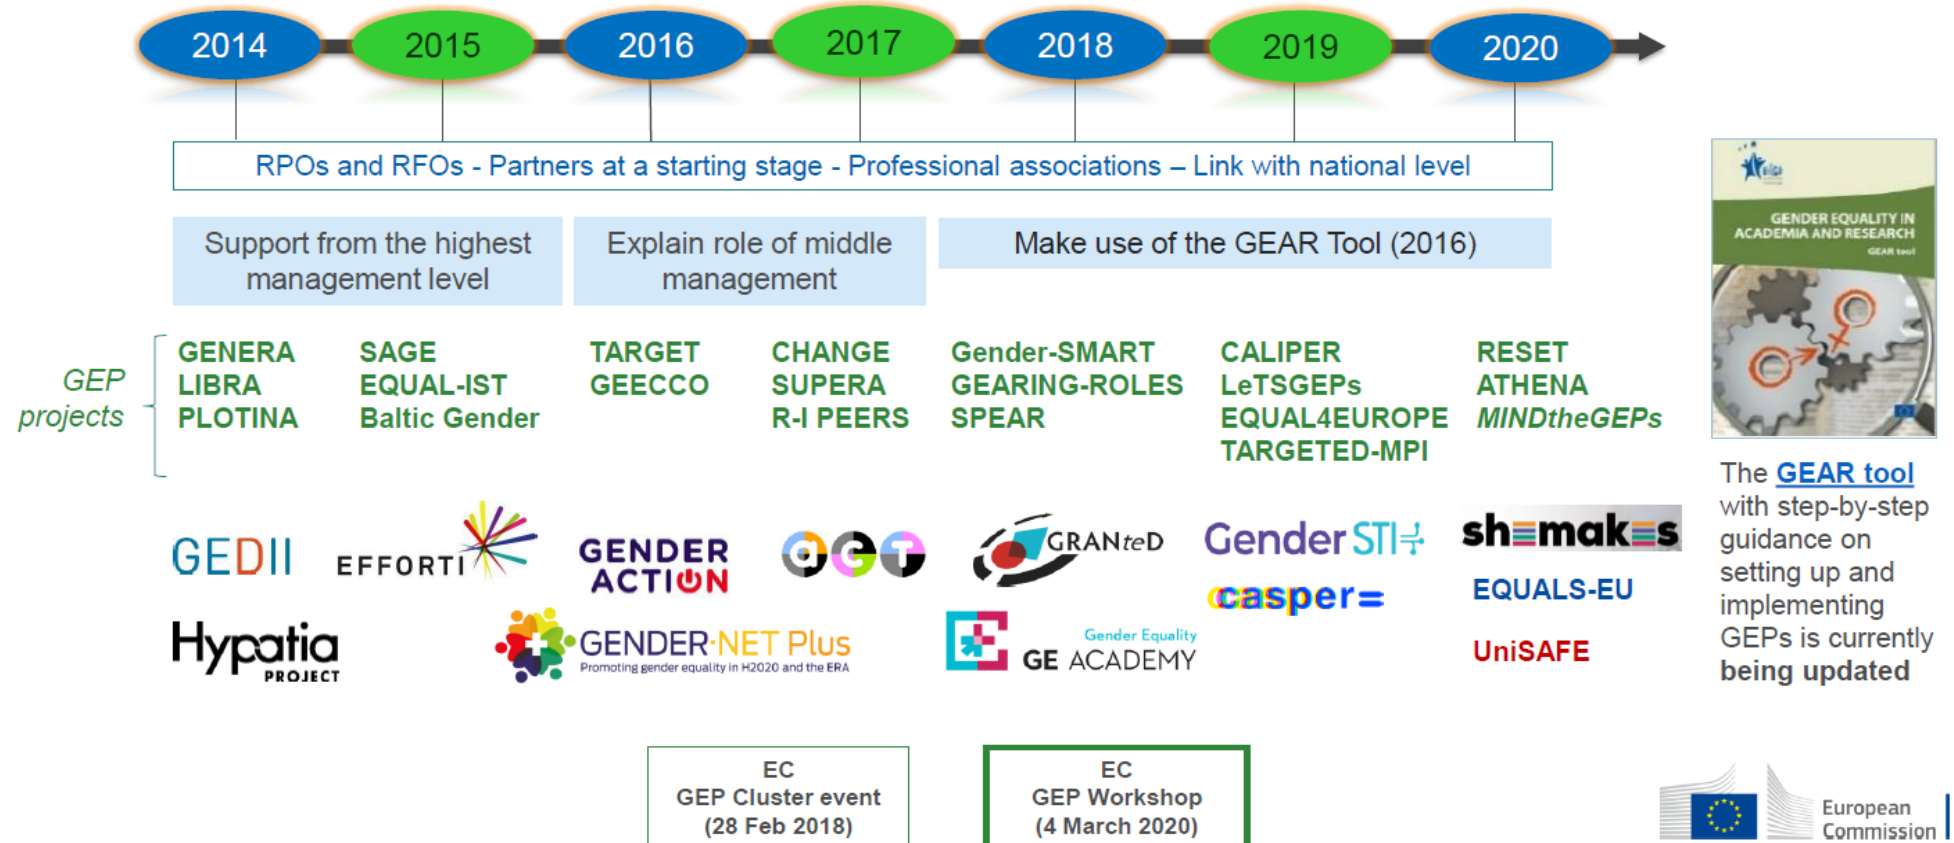 2014 2015 2016 2017 2018 2019 2020
RPOs and RFOs - Partners at a starting stage - Professional associations – Link with national level
Support from the highest
management level
Explain role of middle
management
Make use of the GEAR Tool (2016)
GEP
projects
GENERA
LIBRA
PLOTINA
SAGE
EQUAL-IST
Baltic Gender
TARGET
GEECCO
CHANGE
SUPERA
R-I PEERS
Gender-SMART
GEARING-ROLES
SPEAR
CALIPER
LeTSGEPs
EQUAL4EUROPE
TARGETED-MPI
RESET
ATHENA
MINDtheGEPs
GEDII
EFFORTI
GENDER
ACTION
act
GRANteD
Gender STI
shemakes
Hypatia
PROJECT
GENDER·NET Plus
Promoting gender equality in H2020 and the ERA
Gender Equality
GE ACADEMY
casper=
EQUALS-EU
UniSAFE
EC
GEP Cluster event
(28 Feb 2018)
EC
GEP Workshop
(4 March 2020)
GENDER EQUALITY IN
ACADEMIA AND RESEARCH
GEAR tool
The GEAR tool
with step-by-step
guidance on
setting up and
implementing
GEPs is currently
being updated
European
Commission